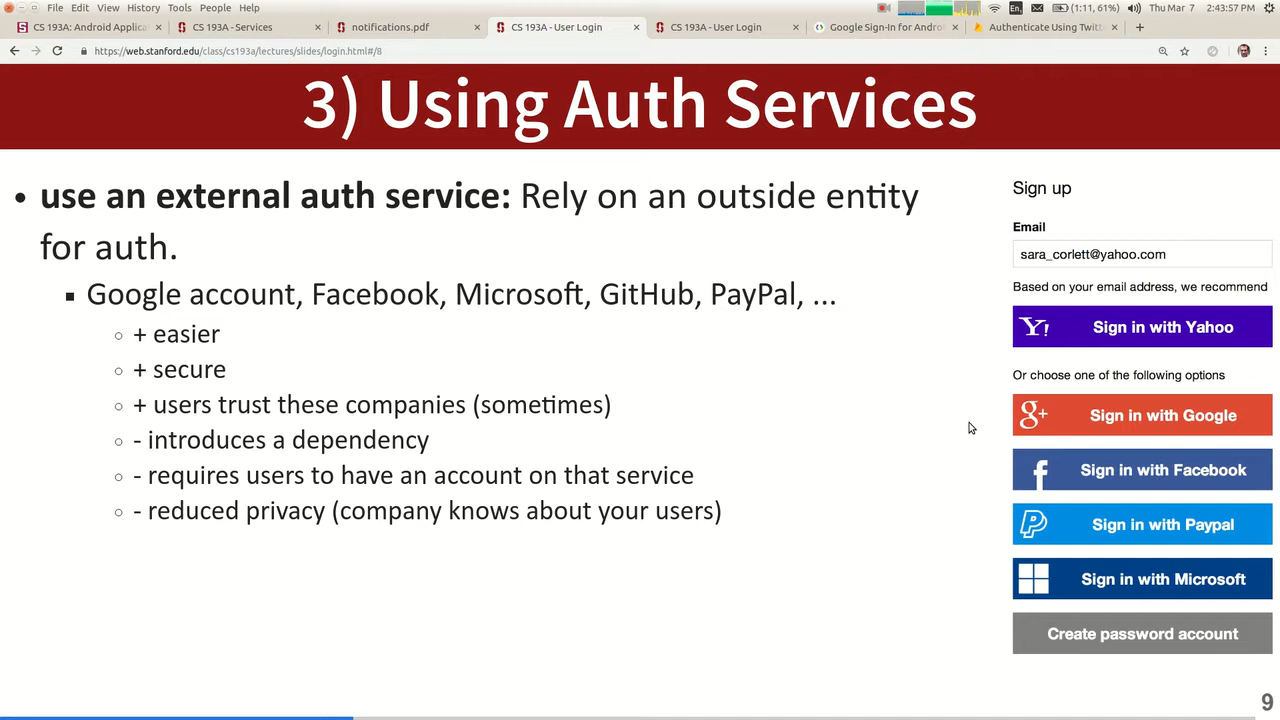 File Edit View History Tools People Help
En
(1:11, 61%)
Thu Mar 7
2:43:57 PM
CS 193A: Android Applica
CS 193A - Services
notifications.pdf
CS 193A - User Login
CS 193A - User Login
Google Sign-In for Andro
Authenticate Using Twitt
https://web.stanford.edu/class/cs193a/lectures/slides/login.html#/8
3) Using Auth Services
• use an external auth service: Rely on an outside entity
for auth.
▪ Google account, Facebook, Microsoft, GitHub, PayPal, ...
◦ + easier
◦ + secure
◦ + users trust these companies (sometimes)
◦ - introduces a dependency
◦ - requires users to have an account on that service
◦ - reduced privacy (company knows about your users)
Sign up
Email
sara_corlett@yahoo.com
Based on your email address, we recommend
Y! Sign in with Yahoo
Or choose one of the following options
g+ Sign in with Google
f Sign in with Facebook
P Sign in with Paypal
Sign in with Microsoft
Create password account
9